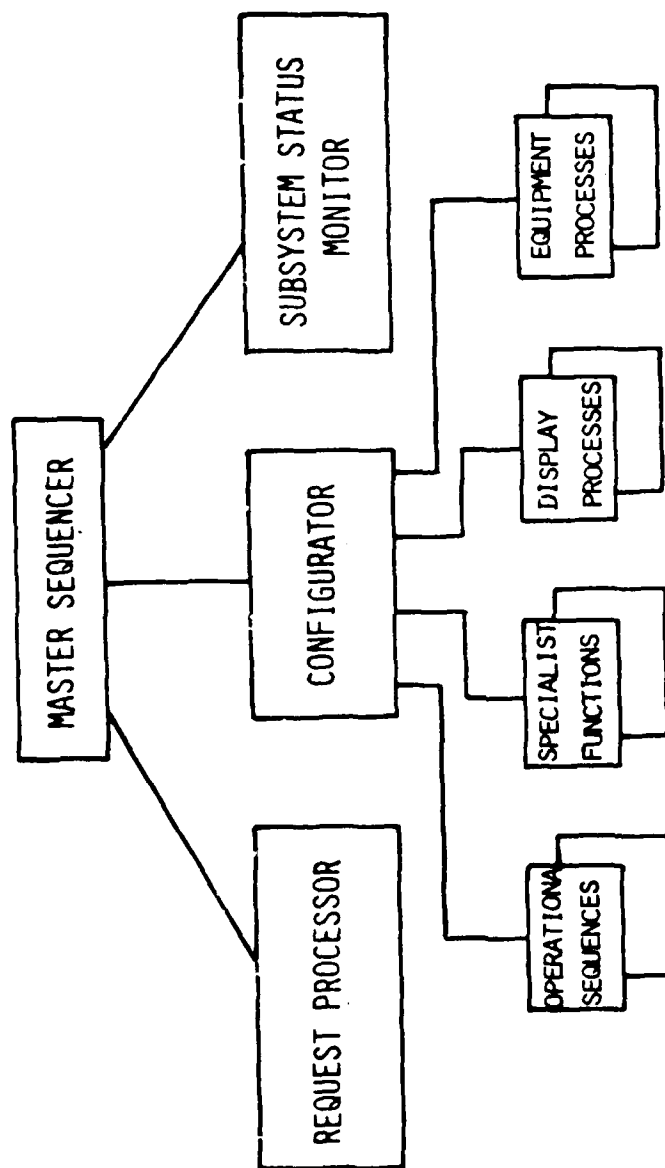 MASTER SEQUENCER
REQUEST PROCESSOR
CONFIGURATOR
SUBSYSTEM STATUS
MONITOR
OPERATIONA
SEQUENCES
SPECIALIST
FUNCTIONS
DISPLAY
PROCESSES
EQUIPMENT
PROCESSES